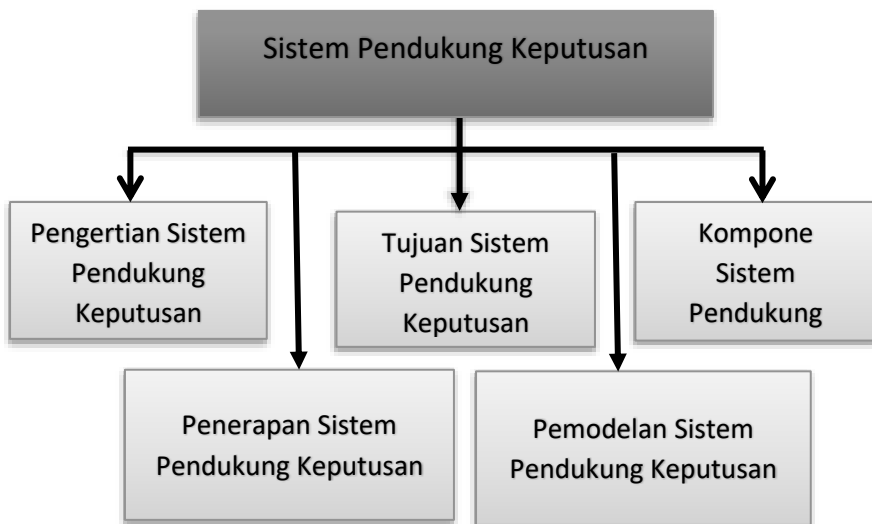 Sistem Pendukung Keputusan
Pengertian Sistem
Pendukung
Keputusan
Tujuan Sistem
Pendukung
Keputusan
Kompone
Sistem
Pendukung
Penerapan Sistem
Pendukung Keputusan
Pemodelan Sistem
Pendukung Keputusan